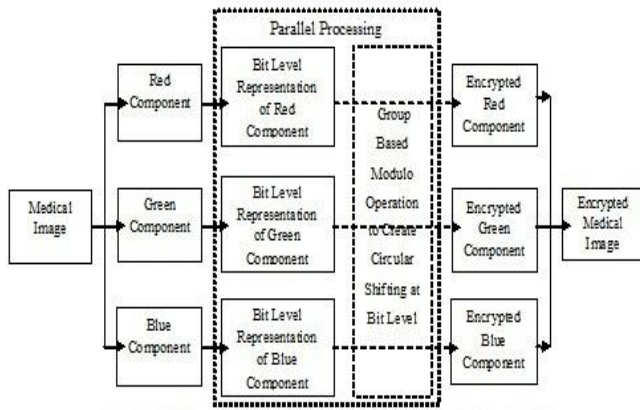 Parallel Processing
Medical
Image
Red
Component
Green
Component
Blue
Component
Bit Level
Representation
of Red
Component
Bit Level
Representation
of Green
Component
Bit Level
Representation
of Blue
Component
Group
Based
Modulo
Operation
to Create
Circular
Shifting at
Bit Level
Encrypted
Red
Component
Encrypted
Green
Component
Encrypted
Blue
Component
Encrypted
Medical
Image